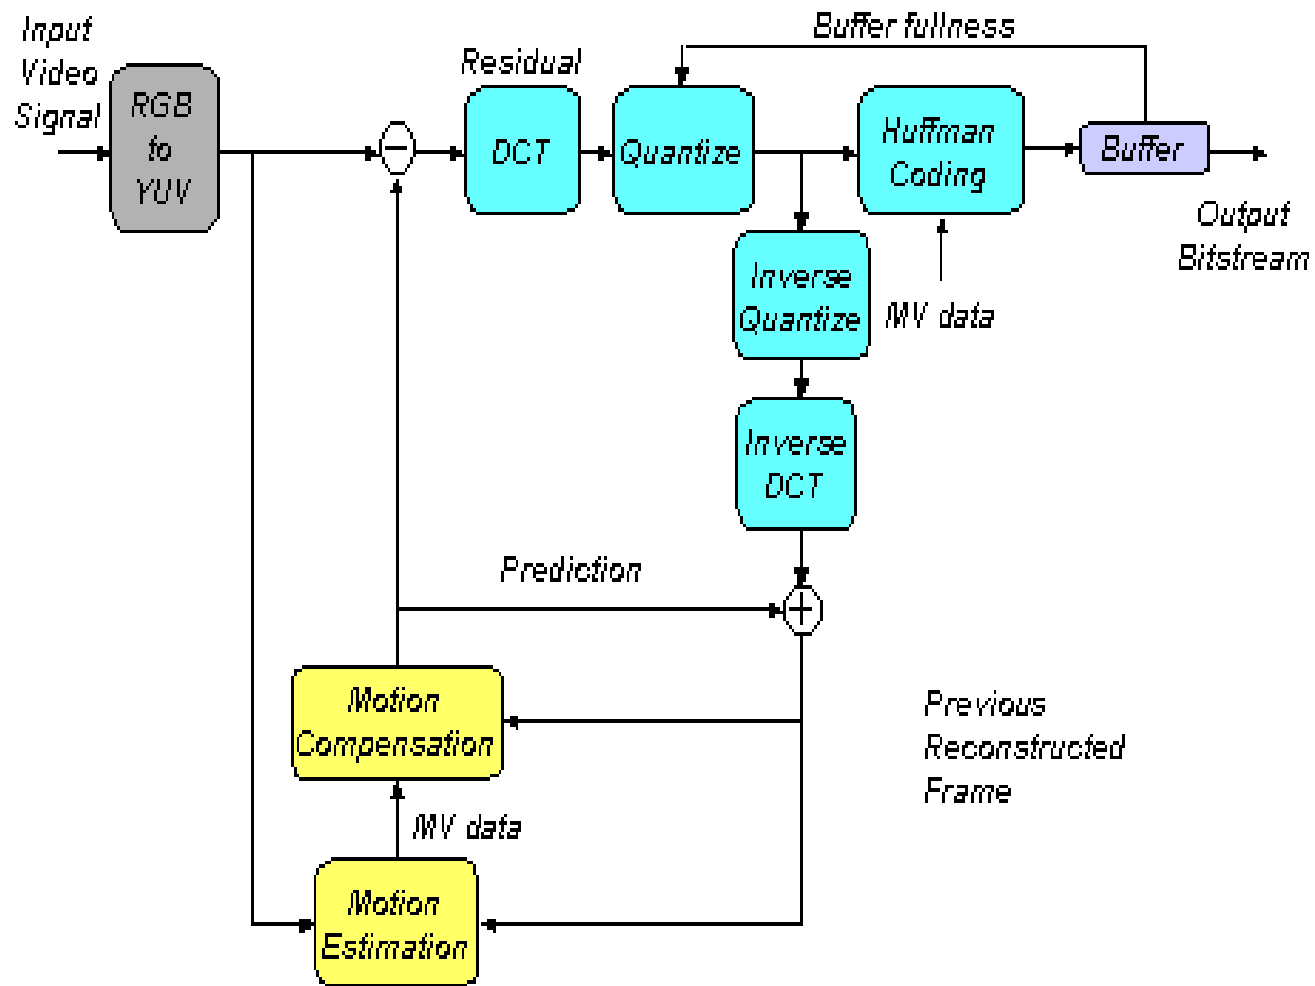 Input
Video
Signal
RGB
to
YUV
Residual
DCT
Quantize
Buffer fullness
Huffman
Coding
Buffer
Output
Bitstream
MV data
Inverse
Quantize
Inverse
DCT
Prediction
Motion
Compensation
Previous
Reconstructed
Frame
MV data
Motion
Estimation